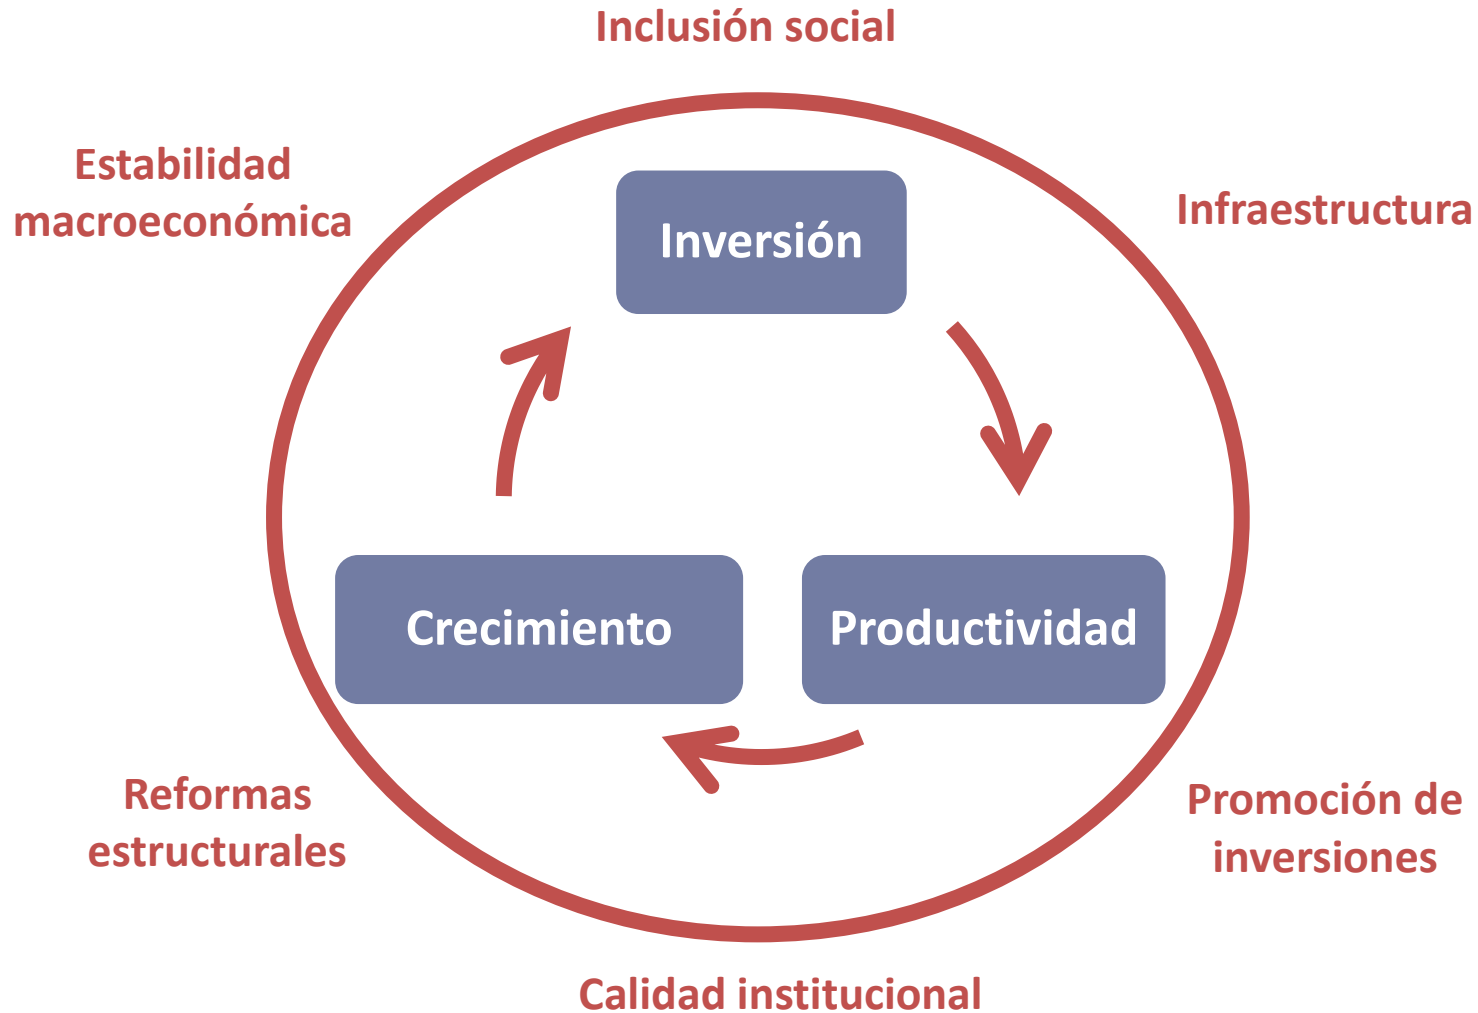 Inclusión social
Estabilidad
macroeconómica
Infraestructura
Inversión
Crecimiento
Productividad
Reformas
estructurales
Promoción de
inversiones
Calidad institucional